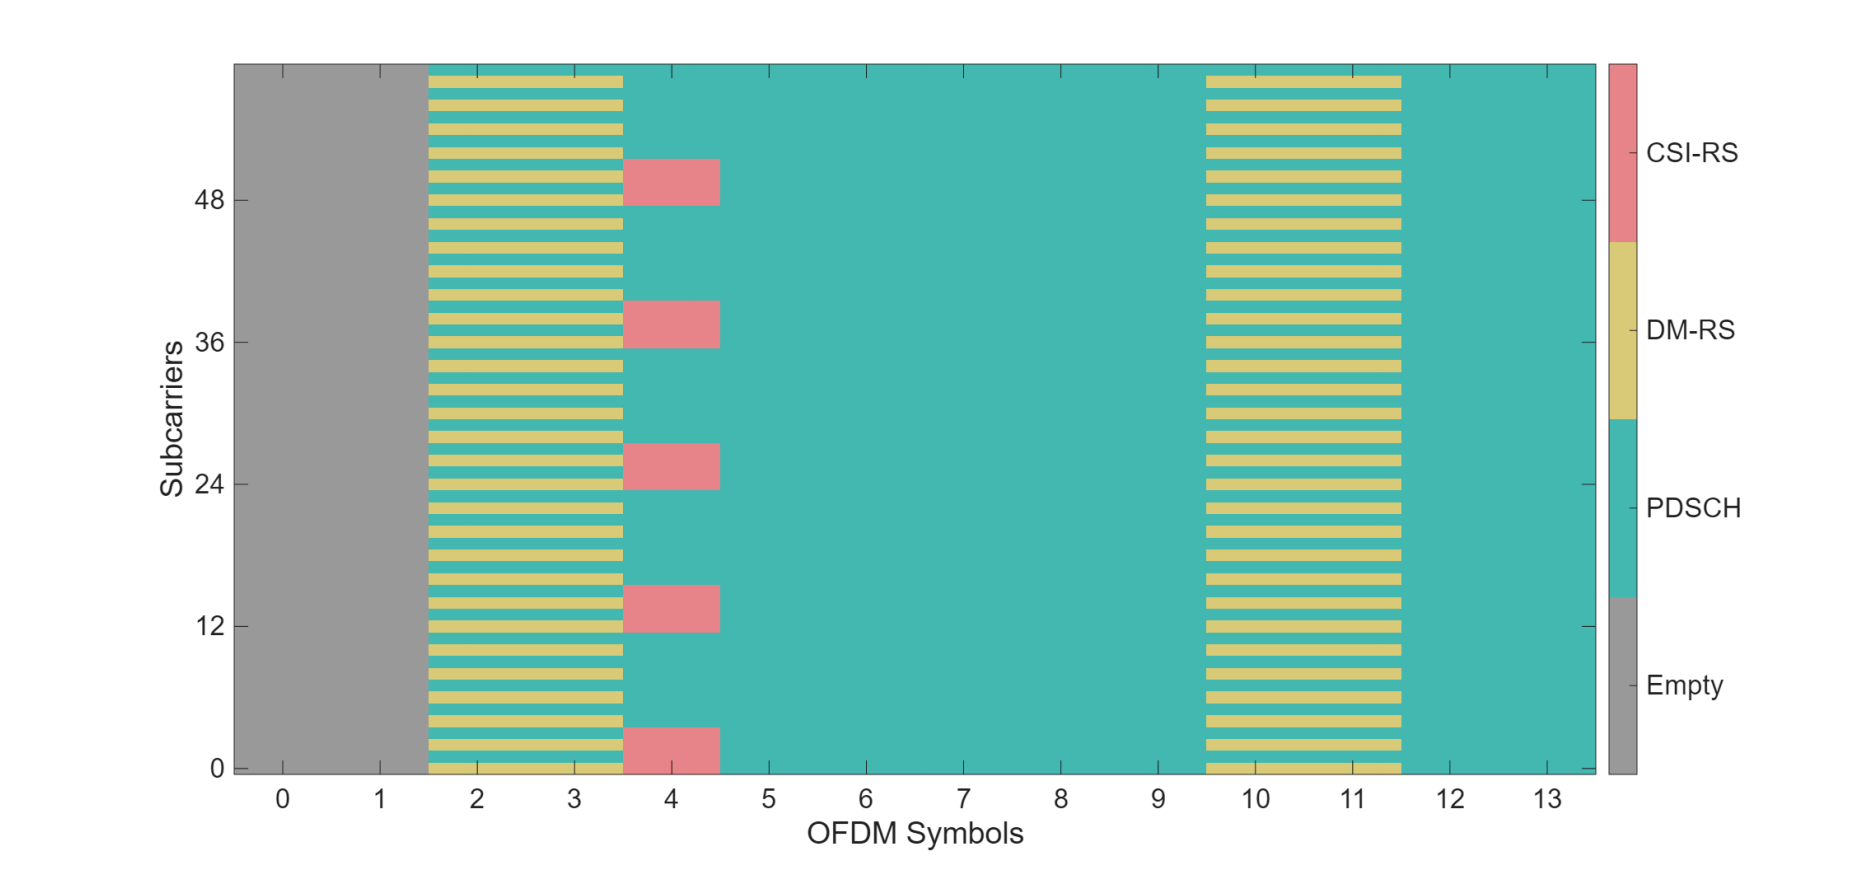 CSI-RS
DM-RS
PDSCH
Empty
Subcarriers
48
36
24
12
0
0 1 2 3 4 5 6 7 8 9 10 11 12 13
OFDM Symbols